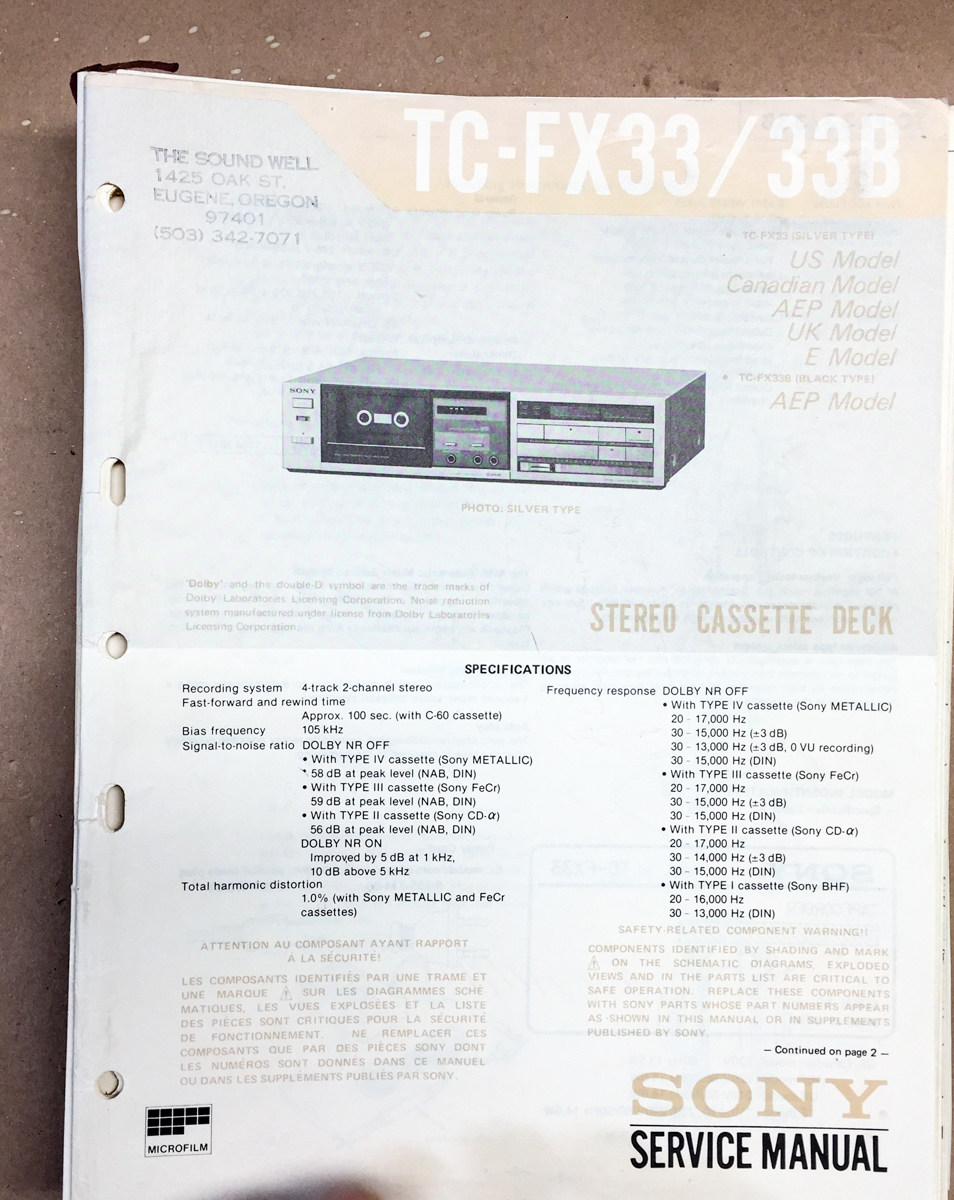 TC-FX33/33B
THE SOUND WELL
1425 OAK ST.
EUGENE, OREGON
97401
(503) 342-7071
• TC-FX33 (SILVER TYPE)
US Model
Canadian Model
AEP Model
UK Model
E Model
• TC-FX33B (BLACK TYPE)
AEP Model
SONY
PHOTO: SILVER TYPE
"Dolby" and the double-D symbol are the trade marks of
Dolby Laboratories Licensing Corporation. Noise reduction
system manufactured under license from Dolby Laboratories
Licensing Corporation.
STEREO CASSETTE DECK
SPECIFICATIONS
Recording system 4-track 2-channel stereo
Fast-forward and rewind time
Approx. 100 sec. (with C-60 cassette)
Bias frequency 105 kHz
Signal-to-noise ratio DOLBY NR OFF
• With TYPE IV cassette (Sony METALLIC)
58 dB at peak level (NAB, DIN)
• With TYPE III cassette (Sony FeCr)
59 dB at peak level (NAB, DIN)
• With TYPE II cassette (Sony CD-α)
56 dB at peak level (NAB, DIN)
DOLBY NR ON
Improved by 5 dB at 1 kHz,
10 dB above 5 kHz
Total harmonic distortion
1.0% (with Sony METALLIC and FeCr
cassettes)
Frequency response DOLBY NR OFF
• With TYPE IV cassette (Sony METALLIC)
20 - 17,000 Hz
30 - 15,000 Hz (±3 dB)
30 - 13,000 Hz (±3 dB, 0 VU recording)
30 - 15,000 Hz (DIN)
• With TYPE III cassette (Sony FeCr)
20 - 17,000 Hz
30 - 15,000 Hz (±3 dB)
30 - 15,000 Hz (DIN)
• With TYPE II cassette (Sony CD-α)
20 - 17,000 Hz
30 - 14,000 Hz (±3 dB)
30 - 15,000 Hz (DIN)
• With TYPE I cassette (Sony BHF)
20 - 16,000 Hz
30 - 13,000 Hz (DIN)
ATTENTION AU COMPOSANT AYANT RAPPORT
À LA SÉCURITÉ!
LES COMPOSANTS IDENTIFIÉS PAR UNE TRAME ET
UNE MARQUE ⚠ SUR LES DIAGRAMMES SCHÉ-
MATIQUES, LES VUES EXPLOSÉES ET LA LISTE
DES PIÈCES SONT CRITIQUES POUR LA SÉCURITÉ
DE FONCTIONNEMENT. NE REMPLACER CES
COMPOSANTS QUE PAR DES PIÈCES SONY DONT
LES NUMÉROS SONT DONNÉS DANS CE MANUEL
OU DANS LES SUPPLÉMENTS PUBLIÉS PAR SONY.
SAFETY-RELATED COMPONENT WARNING!!
COMPONENTS IDENTIFIED BY SHADING AND MARK
⚠ ON THE SCHEMATIC DIAGRAMS, EXPLODED
VIEWS AND IN THE PARTS LIST ARE CRITICAL TO
SAFE OPERATION. REPLACE THESE COMPONENTS
WITH SONY PARTS WHOSE PART NUMBERS APPEAR
AS SHOWN IN THIS MANUAL OR IN SUPPLEMENTS
PUBLISHED BY SONY.
— Continued on page 2 —
MICROFILM
SONY®
SERVICE MANUAL